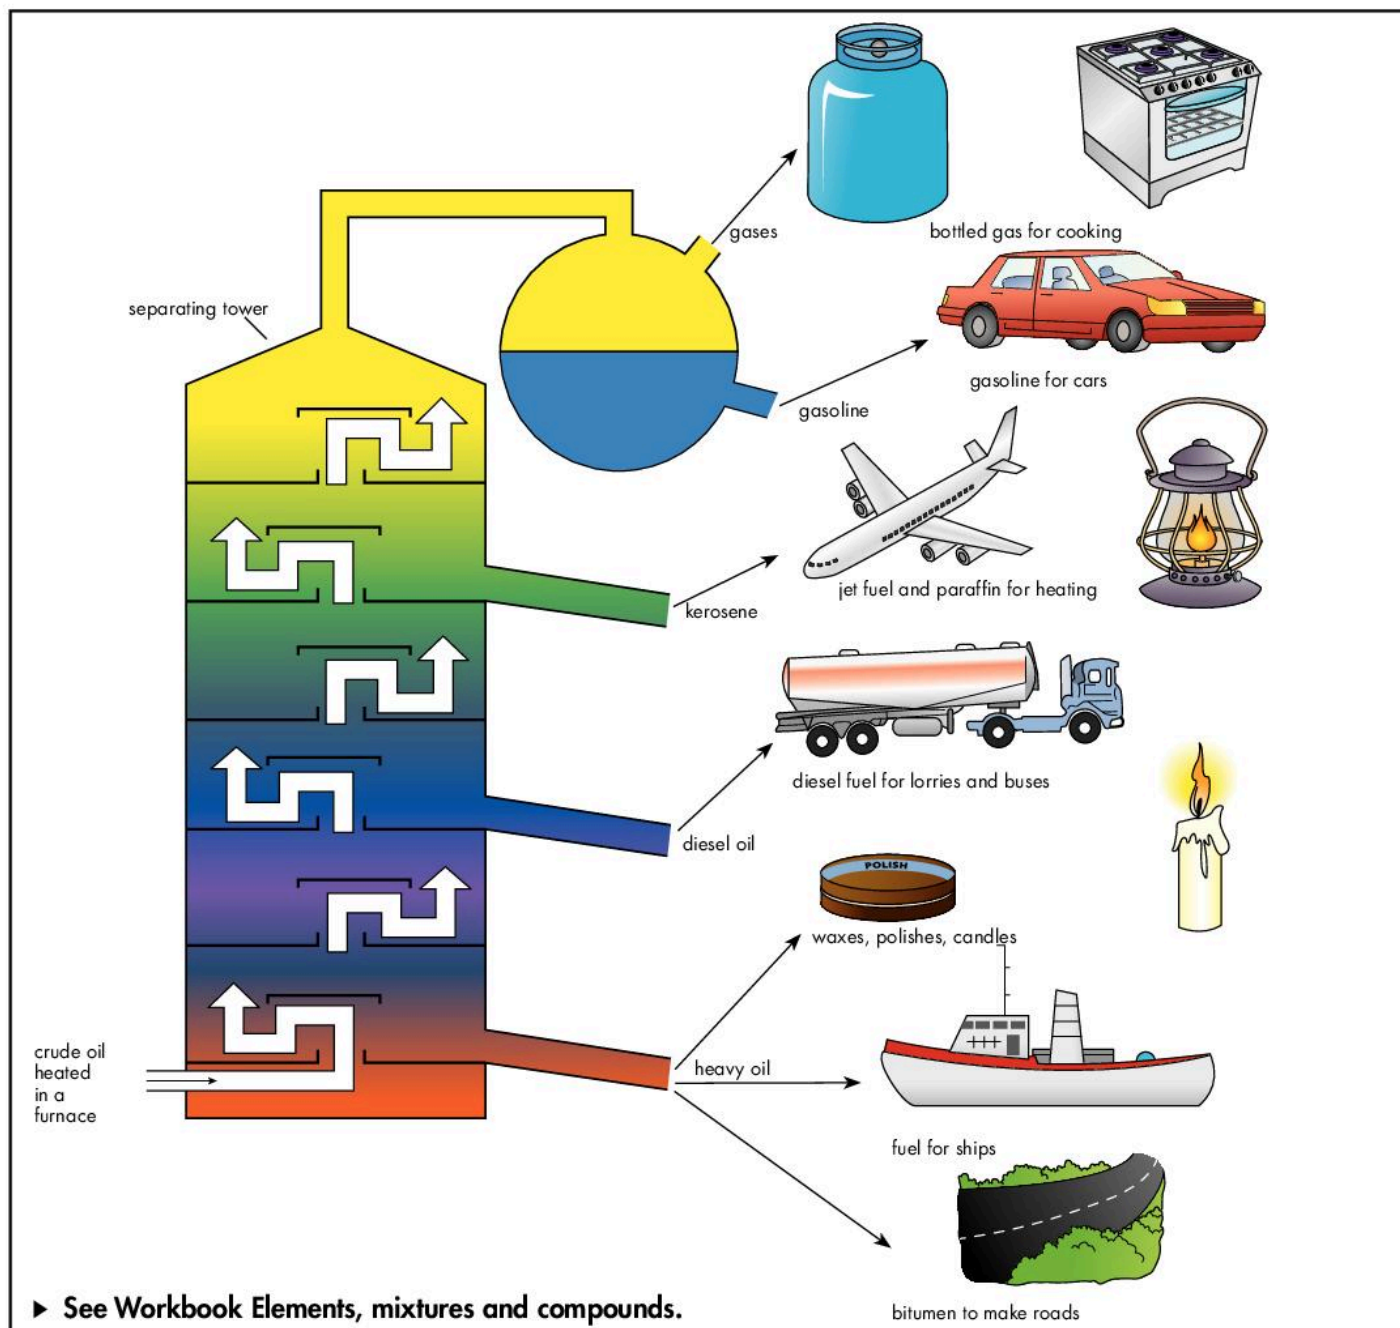 gases
bottled gas for cooking
separating tower
gasoline for cars
gasoline
jet fuel and paraffin for heating
kerosene
diesel fuel for lorries and buses
diesel oil
POLISH
waxes, polishes, candles
crude oil
heated
in a
furnace
heavy oil
fuel for ships
bitumen to make roads
▶ See Workbook Elements, mixtures and compounds.